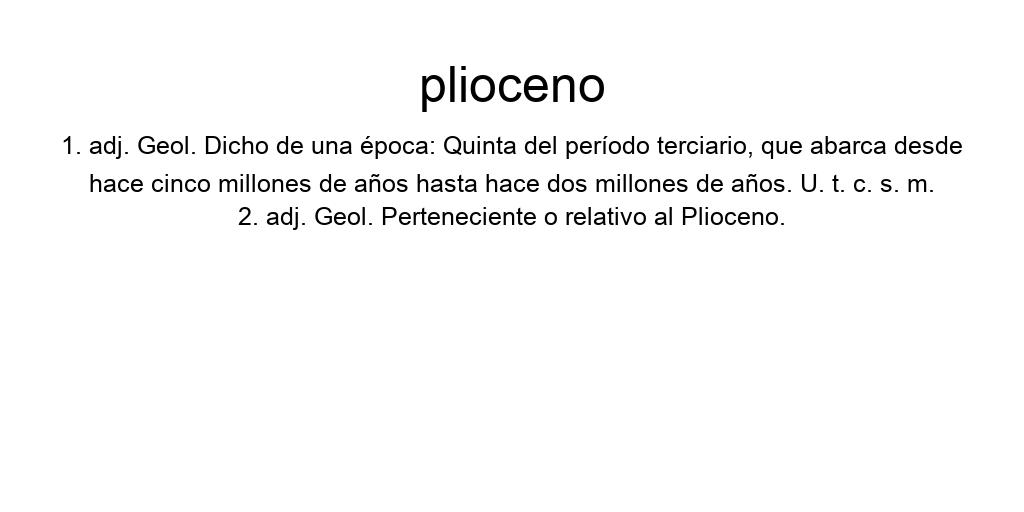 plioceno
1. adj. Geol. Dicho de una época: Quinta del período terciario, que abarca desde
hace cinco millones de años hasta hace dos millones de años. U. t. c. s. m.
2. adj. Geol. Perteneciente o relativo al Plioceno.